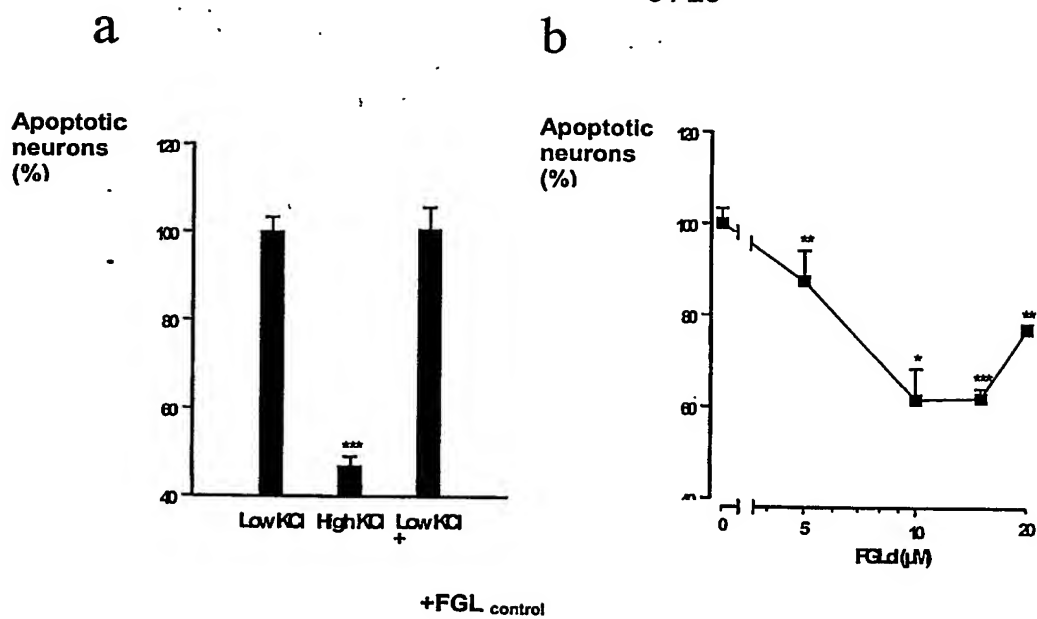 a
Apoptotic
neurons
(%)
120
100
80
60
40
***
Low KCl High KCl Low KCl
+
+FGL control
b
Apoptotic
neurons
(%)
120
100
80
60
**
*
***
**
0 5 10 20
FGLd (µM)